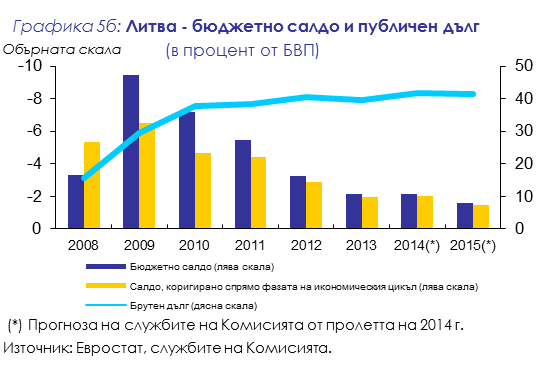 Графика 5б: Литва - бюджетно салдо и публичен дълг
Обърната скала
(в процент от БВП)
-10
-8
-6
-4
-2
0
50
40
30
20
10
0
2008 2009 2010 2011 2012 2013 2014(*) 2015(*)
Бюджетно салдо (лява скала)
Салдо, коригирано спрямо фазата на икономическия цикъл (лява скала)
Брутен дълг (дясна скала)
(*) Прогноза на службите на Комисията от пролетта на 2014 г.
Източник: Евростат, службите на Комисията.